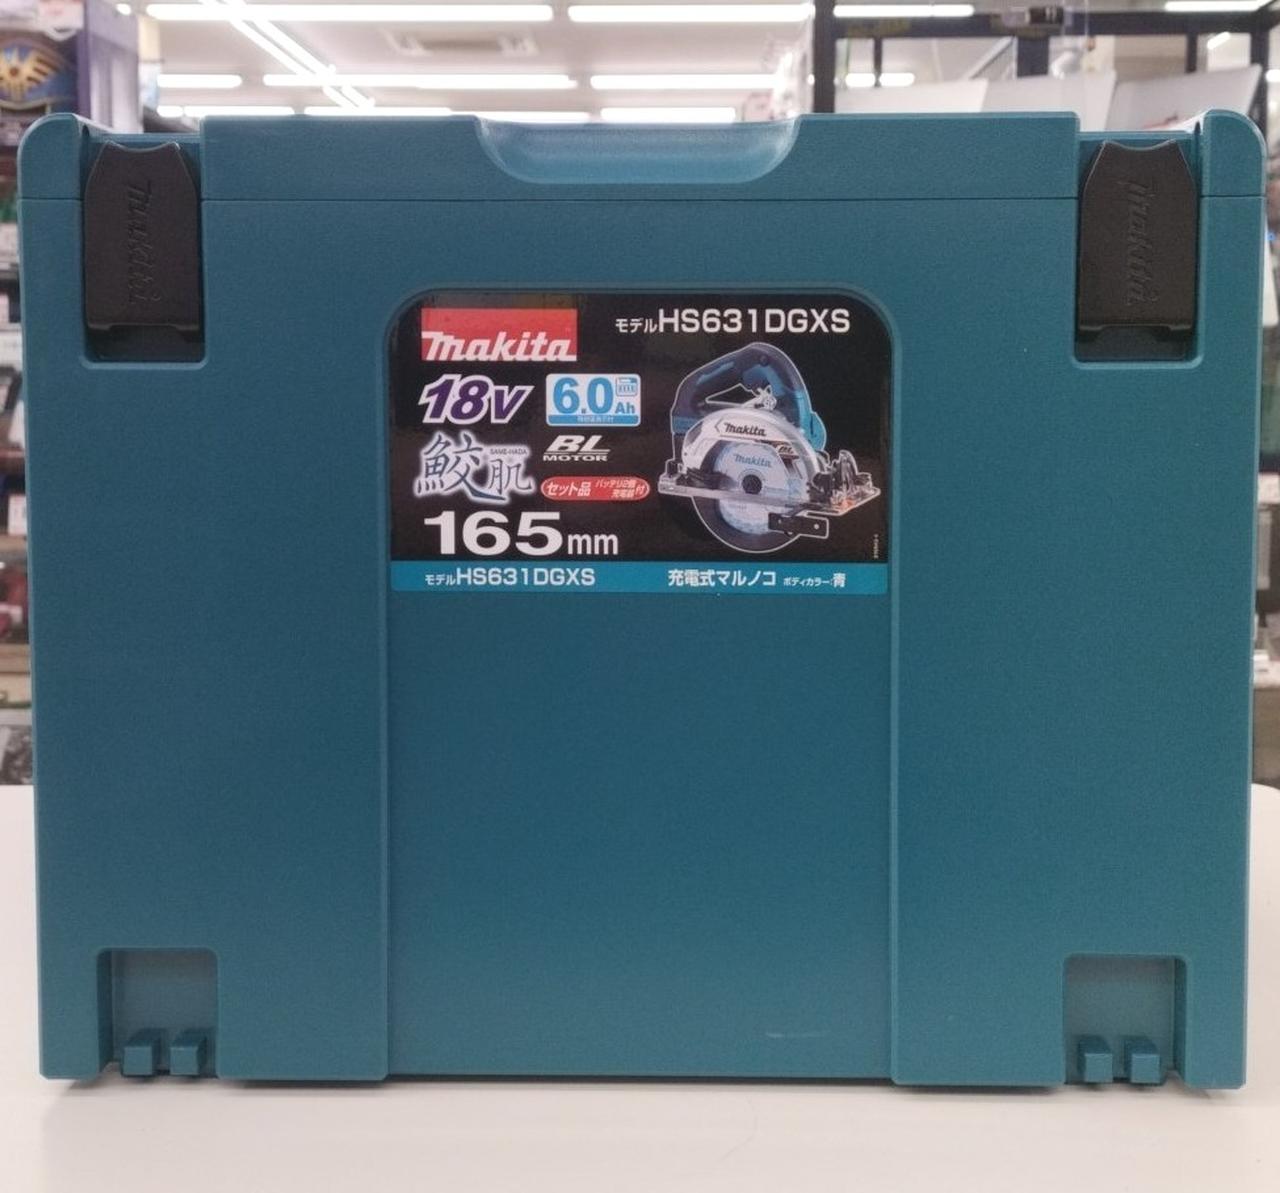 makita
makita
makita
モデルHS631DGXS
18V
6.0Ah
鮫肌
SAME-HADA
BL
MOTOR
セット品 バッテリ2個 充電器付
makita
makita
165mm
モデルHS631DGXS 充電式マルノコ ボディカラー:青